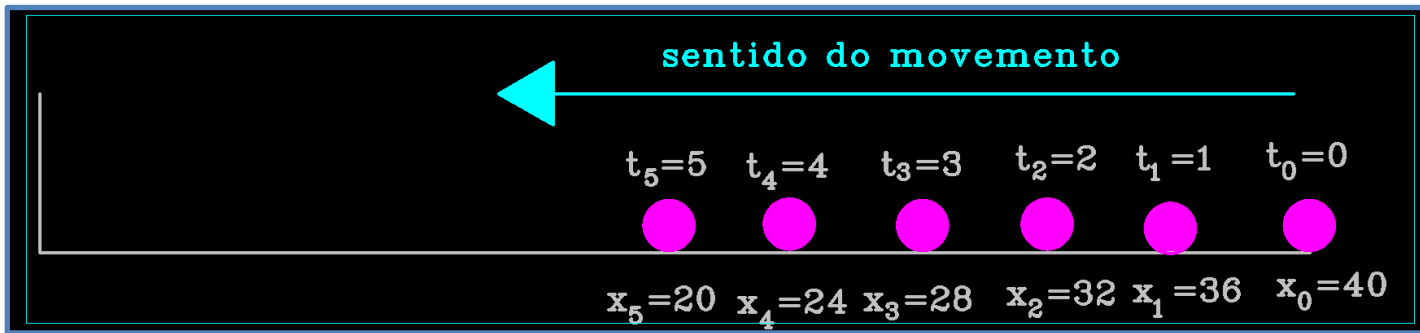 sentido do movemento
t₅=5 t₄=4 t₃=3 t₂=2 t₁=1 t₀=0
x₅=20 x₄=24 x₃=28 x₂=32 x₁=36 x₀=40